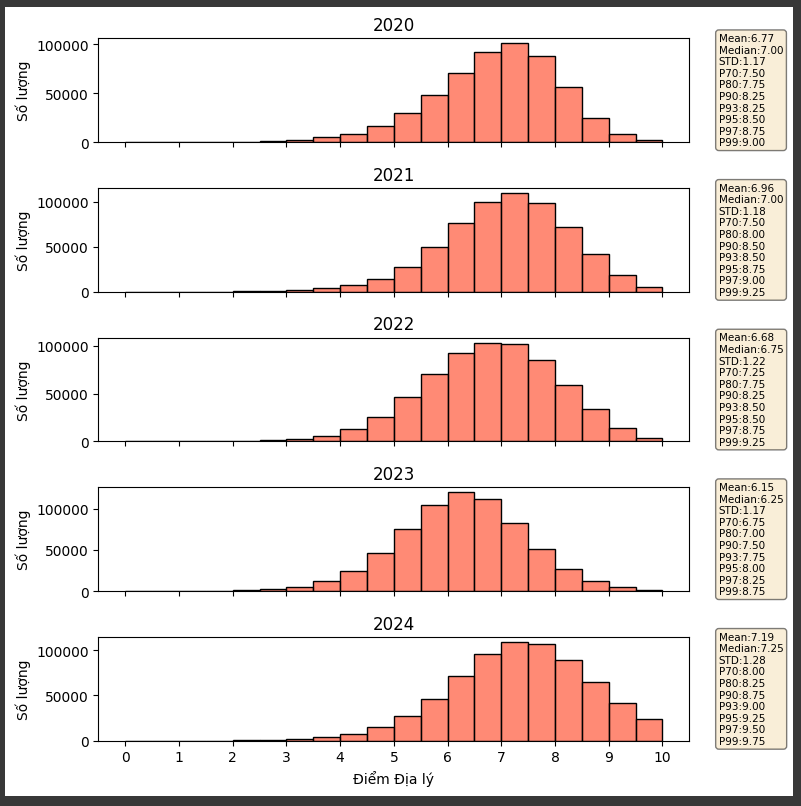 2020
Số lượng
100000
50000
0
Mean:6.77
Median:7.00
STD:1.17
P70:7.50
P80:7.75
P90:8.25
P93:8.25
P95:8.50
P97:8.75
P99:9.00
2021
Số lượng
100000
50000
0
Mean:6.96
Median:7.00
STD:1.18
P70:7.50
P80:8.00
P90:8.50
P93:8.50
P95:8.75
P97:9.00
P99:9.25
2022
Số lượng
100000
50000
0
Mean:6.68
Median:6.75
STD:1.22
P70:7.25
P80:7.75
P90:8.25
P93:8.50
P95:8.50
P97:8.75
P99:9.25
2023
Số lượng
100000
50000
0
Mean:6.15
Median:6.25
STD:1.17
P70:6.75
P80:7.00
P90:7.50
P93:7.75
P95:8.00
P97:8.25
P99:8.75
2024
Số lượng
100000
50000
0
Mean:7.19
Median:7.25
STD:1.28
P70:8.00
P80:8.25
P90:8.75
P93:9.00
P95:9.25
P97:9.50
P99:9.75
0 1 2 3 4 5 6 7 8 9 10
Điểm Địa lý